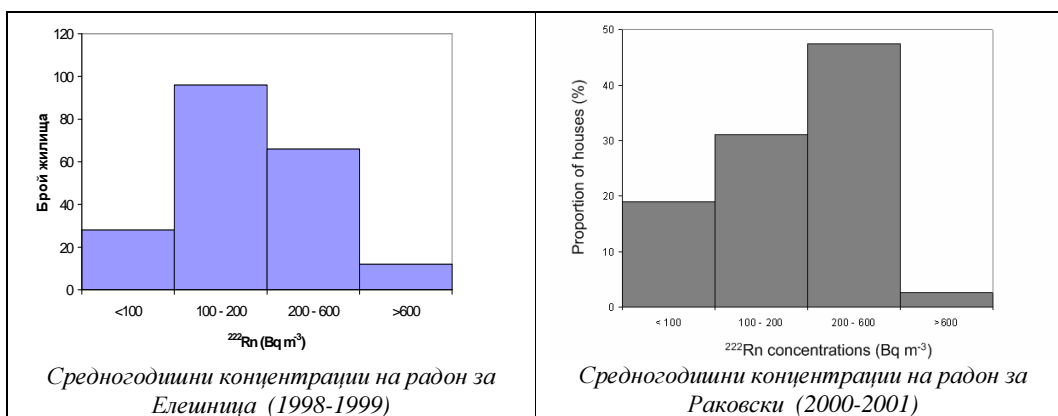 140
120
100
80
60
40
20
0
Брой жилища
<100 100 - 200 200 - 600 >600
²²²Rn (Bq m³)
Средногодишни концентрации на радон за
Елешница (1998-1999)
50
40
30
20
10
0
Proportion of houses (%)
< 100 100 - 200 200 - 600 >600
²²²Rn concentrations (Bq m⁻³)
Средногодишни концентрации на радон за
Раковски (2000-2001)